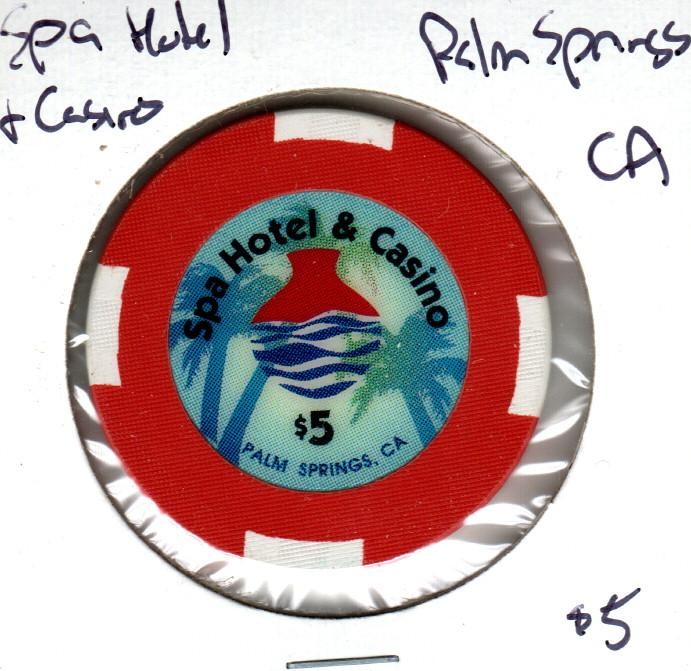 Spa Hotel
& Casino
Palm Springs
CA
Spa Hotel & Casino
$5
PALM SPRINGS, CA
$5